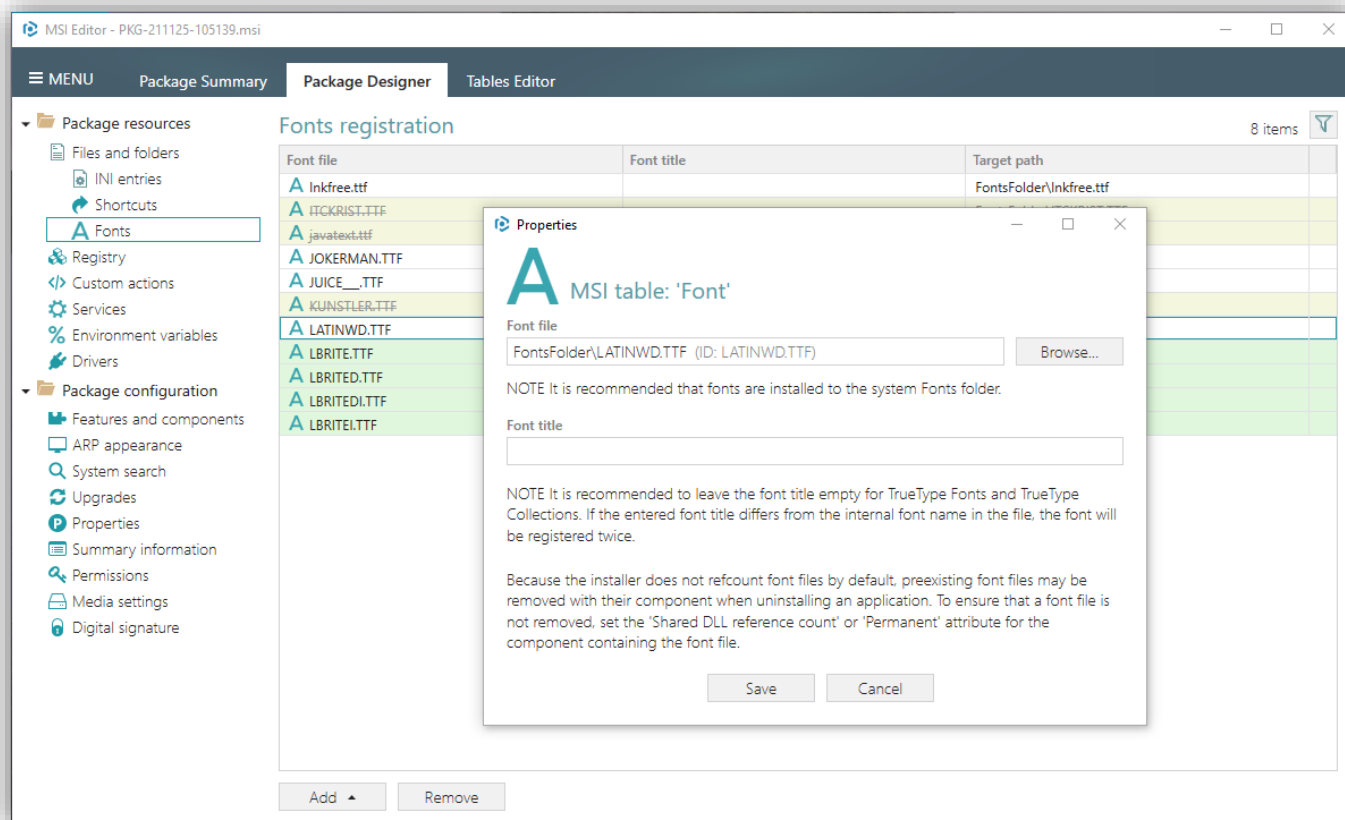 MSI Editor - PKG-211125-105139.msi
MENU Package Summary Package Designer Tables Editor
Package resources
Files and folders
INI entries
Shortcuts
Fonts
Registry
Custom actions
Services
Environment variables
Drivers
Package configuration
Features and components
ARP appearance
System search
Upgrades
Properties
Summary information
Permissions
Media settings
Digital signature
Fonts registration
8 items
Font file Font title Target path
Inkfree.ttf FontsFolder\Inkfree.ttf
ITCKRIST.TTF
javatext.ttf
JOKERMAN.TTF
JUICE___.TTF
KUNSTLER.TTF
LATINWD.TTF
LBRITE.TTF
LBRITED.TTF
LBRITEDI.TTF
LBRITEI.TTF
Properties
MSI table: 'Font'
Font file
FontsFolder\LATINWD.TTF (ID: LATINWD.TTF)
Browse...
NOTE It is recommended that fonts are installed to the system Fonts folder.
Font title
NOTE It is recommended to leave the font title empty for TrueType Fonts and TrueType
Collections. If the entered font title differs from the internal font name in the file, the font will
be registered twice.
Because the installer does not refcount font files by default, preexisting font files may be
removed with their component when uninstalling an application. To ensure that a font file is
not removed, set the 'Shared DLL reference count' or 'Permanent' attribute for the
component containing the font file.
Save Cancel
Add Remove